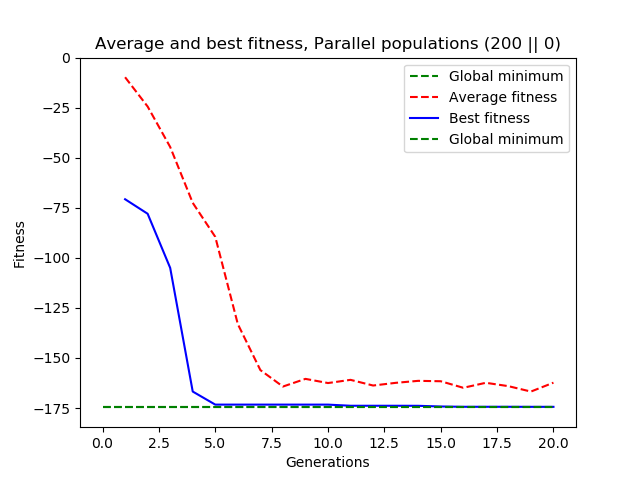 Average and best fitness, Parallel populations (200 || 0)
Global minimum
Average fitness
Best fitness
Global minimum
Fitness
0
−25
−50
−75
−100
−125
−150
−175
0.0 2.5 5.0 7.5 10.0 12.5 15.0 17.5 20.0
Generations